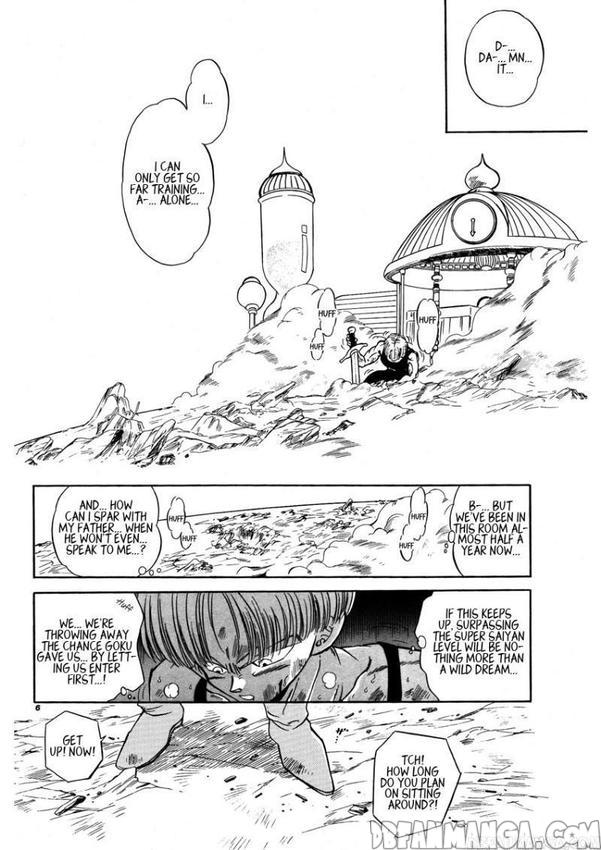 D-...
DA-... MN...
IT...
I...
I CAN
ONLY GET SO
FAR TRAINING...
A-... ALONE...
HUFF
HUFF
HUFF
B-... BUT
WE'VE BEEN IN
THIS ROOM AL-
MOST HALF A
YEAR NOW...
HUFF
HUFF
HUFF
HUFF
AND... HOW
CAN I SPAR WITH
MY FATHER... WHEN
HE WON'T EVEN...
SPEAK TO ME...?
IF THIS KEEPS
UP, SURPASSING
THE SUPER SAIYAN
LEVEL WILL BE NO-
THING MORE THAN
A WILD DREAM...
HUFF
WE... WE'RE
THROWING AWAY
THE CHANCE GOKU
GAVE US... BY LETT-
ING US ENTER
FIRST...!
6
TCH!
HOW LONG
DO YOU PLAN
ON SITTING
AROUND?!
GET
UP! NOW!
DBFANMANGA.COM